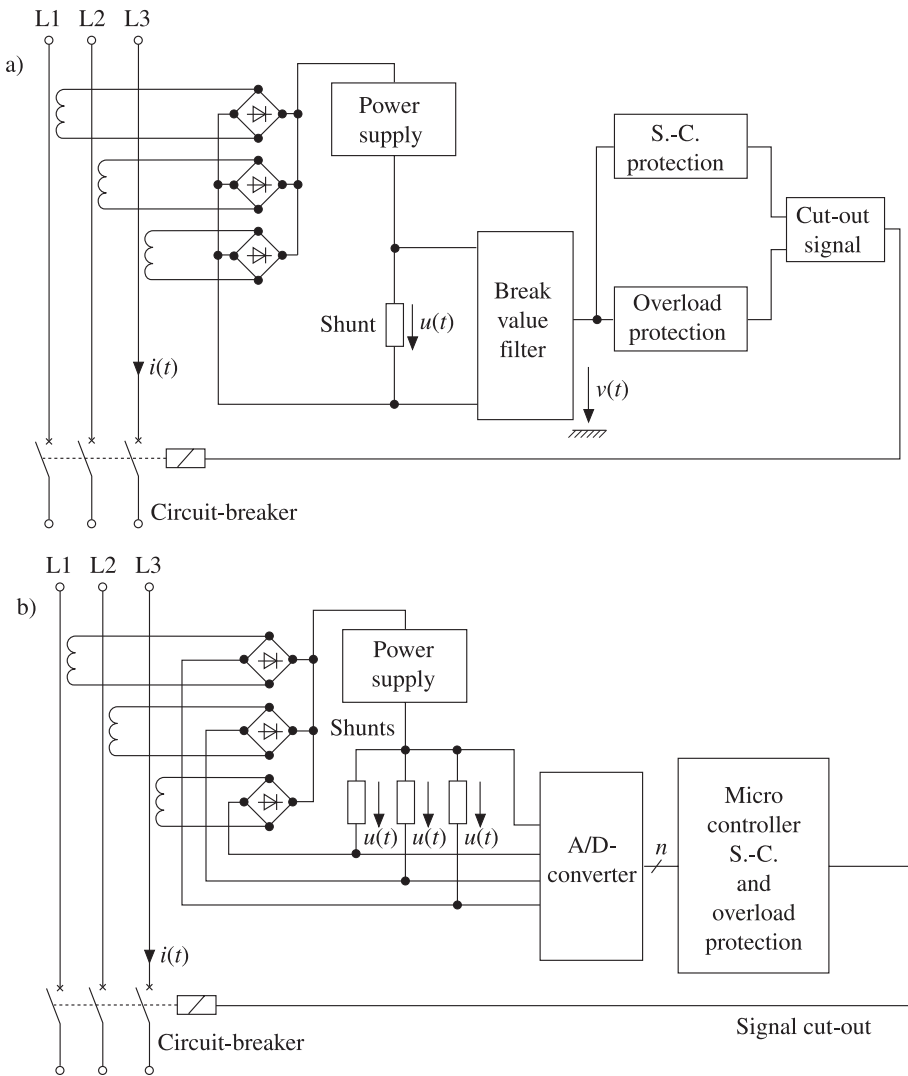 L1 L2 L3
a)
Power
supply
S.-C.
protection
Cut-out
signal
Break
value
filter
Shunt
u(t)
Overload
protection
i(t)
v(t)
Circuit-breaker
L1 L2 L3
b)
Power
supply
Shunts
u(t) u(t) u(t)
A/D-
converter
n
Micro
controller
S.-C.
and
overload
protection
i(t)
Signal cut-out
Circuit-breaker